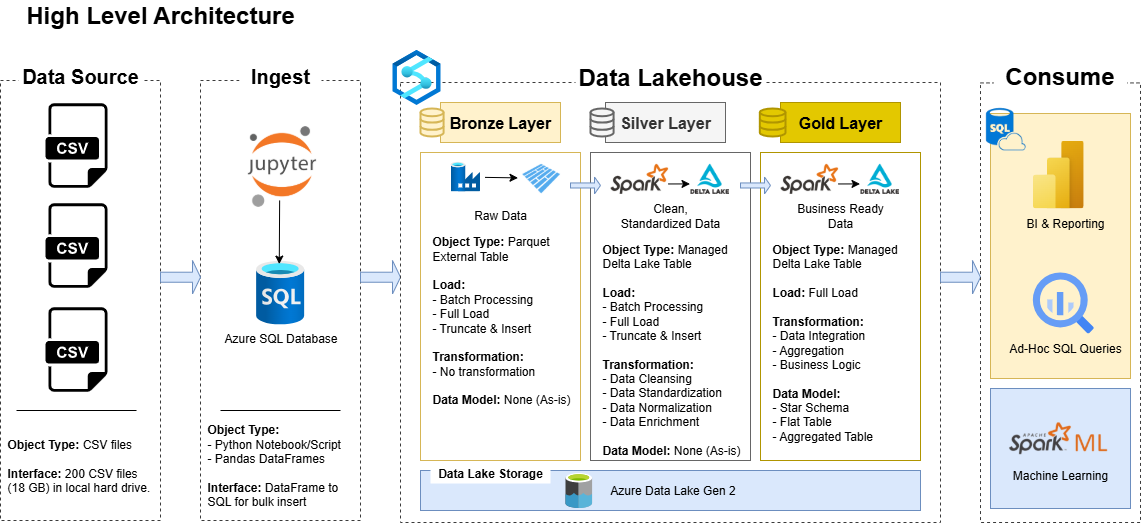 High Level Architecture
Data Source
CSV
CSV
CSV
Object Type: CSV files
Interface: 200 CSV files
(18 GB) in local hard drive.
Ingest
jupyter
SQL
Azure SQL Database
Object Type:
- Python Notebook/Script
- Pandas DataFrames
Interface: DataFrame to
SQL for bulk insert
Data Lakehouse
Bronze Layer
Raw Data
Object Type: Parquet
External Table
Load:
- Batch Processing
- Full Load
- Truncate & Insert
Transformation:
- No transformation
Data Model: None (As-is)
Silver Layer
Spark
DELTA LAKE
Clean,
Standardized Data
Object Type: Managed
Delta Lake Table
Load:
- Batch Processing
- Full Load
- Truncate & Insert
Transformation:
- Data Cleansing
- Data Standardization
- Data Normalization
- Data Enrichment
Data Model: None (As-is)
Gold Layer
Spark
DELTA LAKE
Business Ready
Data
Object Type: Managed
Delta Lake Table
Load: Full Load
Transformation:
- Data Integration
- Aggregation
- Business Logic
Data Model:
- Star Schema
- Flat Table
- Aggregated Table
Data Lake Storage
Azure Data Lake Gen 2
Consume
SQL
BI & Reporting
Ad-Hoc SQL Queries
APACHE
Spark ML
Machine Learning